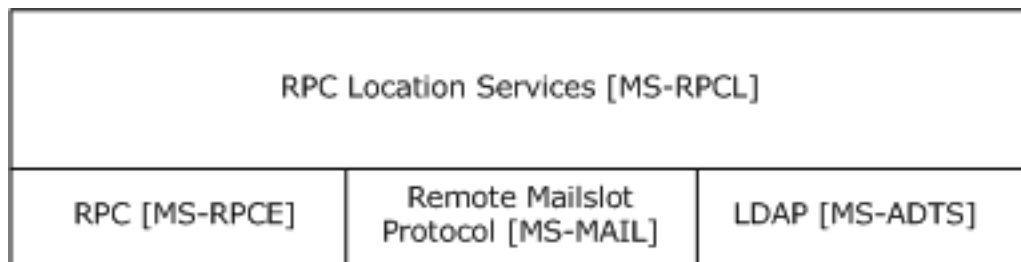 RPC Location Services [MS-RPCL]
RPC [MS-RPCE]
Remote Mailslot
Protocol [MS-MAIL]
LDAP [MS-ADTS]